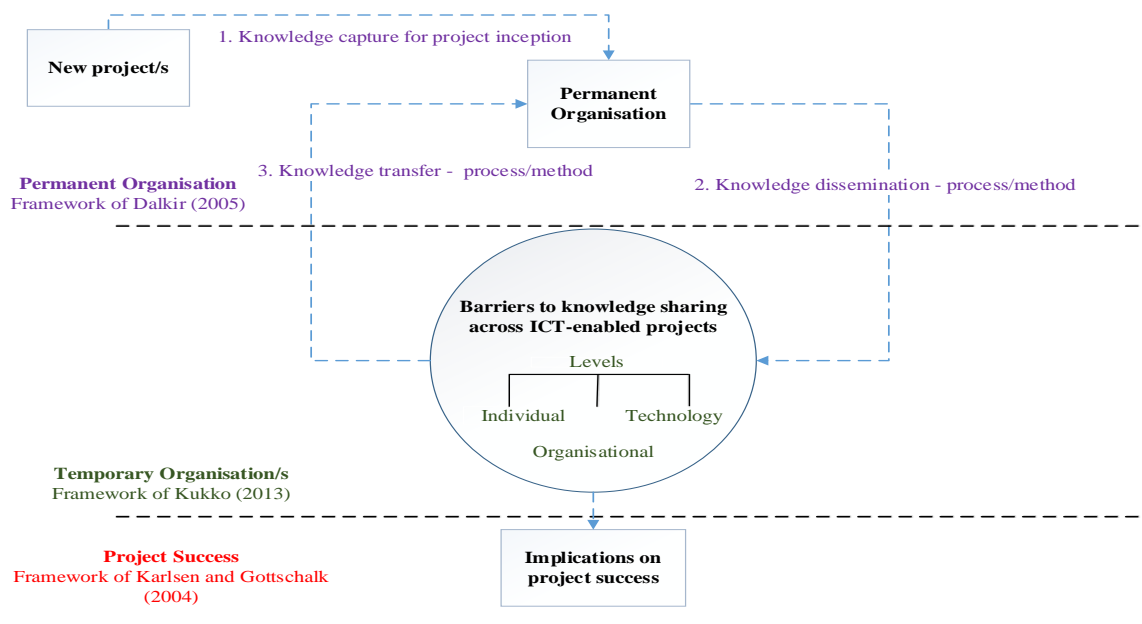 1. Knowledge capture for project inception
New project/s
Permanent
Organisation
3. Knowledge transfer - process/method
2. Knowledge dissemination - process/method
Permanent Organisation
Framework of Dalkir (2005)
Barriers to knowledge sharing
across ICT-enabled projects
Levels
Individual
Technology
Organisational
Temporary Organisation/s
Framework of Kukko (2013)
Project Success
Framework of Karlsen and Gottschalk
(2004)
Implications on
project success